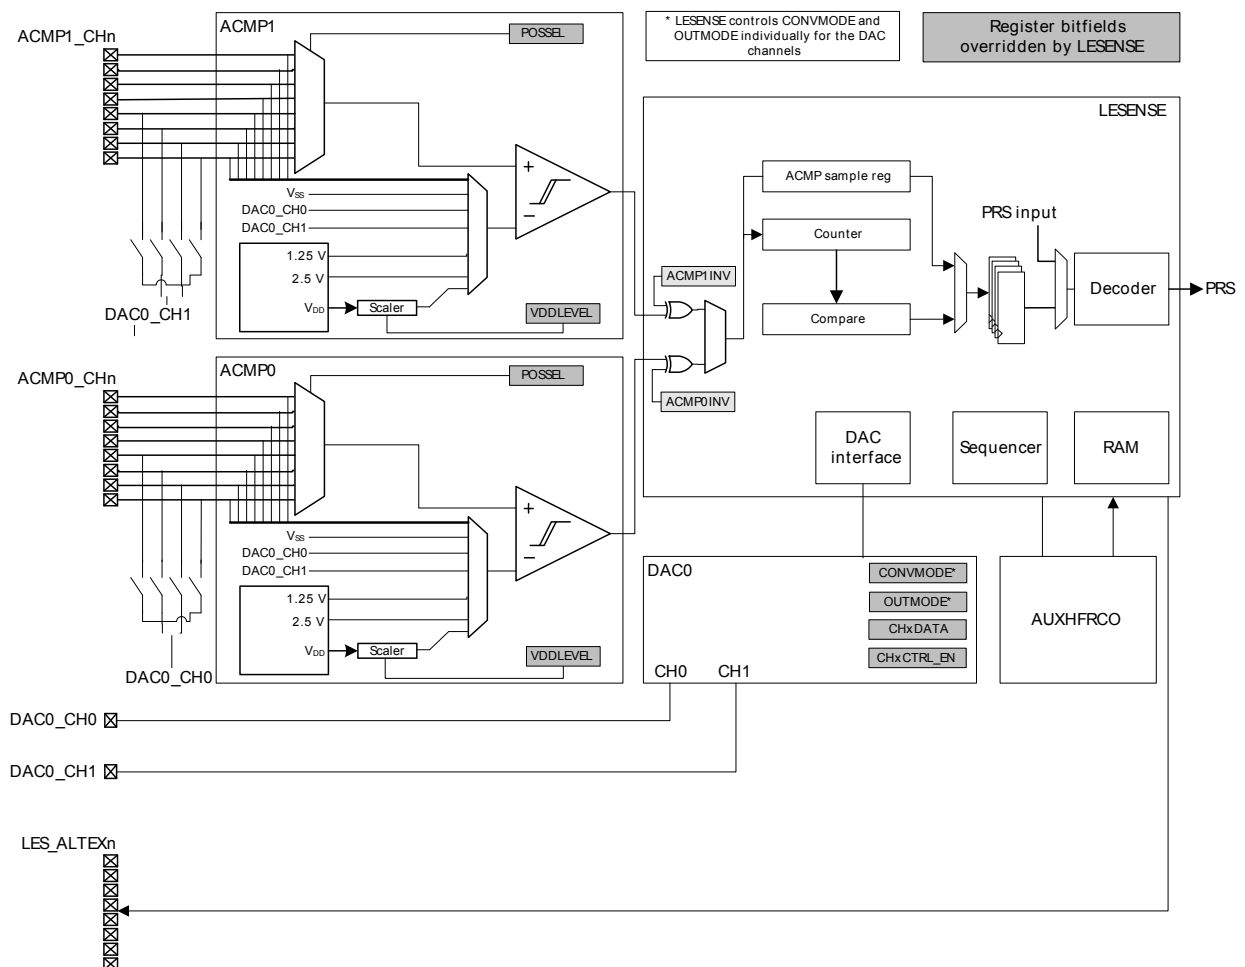 ACMP1_CHn
ACMP1
POSSEL
* LESENSE controls CONVMODE and
OUTMODE individually for the DAC
channels
Register bitfields
overridden by LESENSE
LESENSE
VSS
DAC0_CH0
DAC0_CH1
1.25 V
2.5 V
VDD
Scaler
VDDLEVEL
+
−
DAC0_CH1
ACMP sample reg
Counter
Compare
PRS input
Decoder
PRS
ACMP1INV
ACMP0INV
ACMP0_CHn
ACMP0
POSSEL
VSS
DAC0_CH0
DAC0_CH1
1.25 V
2.5 V
VDD
Scaler
VDDLEVEL
+
−
DAC0_CH0
DAC
interface
Sequencer
RAM
DAC0
CONVMODE*
OUTMODE*
CHxDATA
CHxCTRL_EN
CH0
CH1
AUXHFRCO
DAC0_CH0
DAC0_CH1
LES_ALTEXn